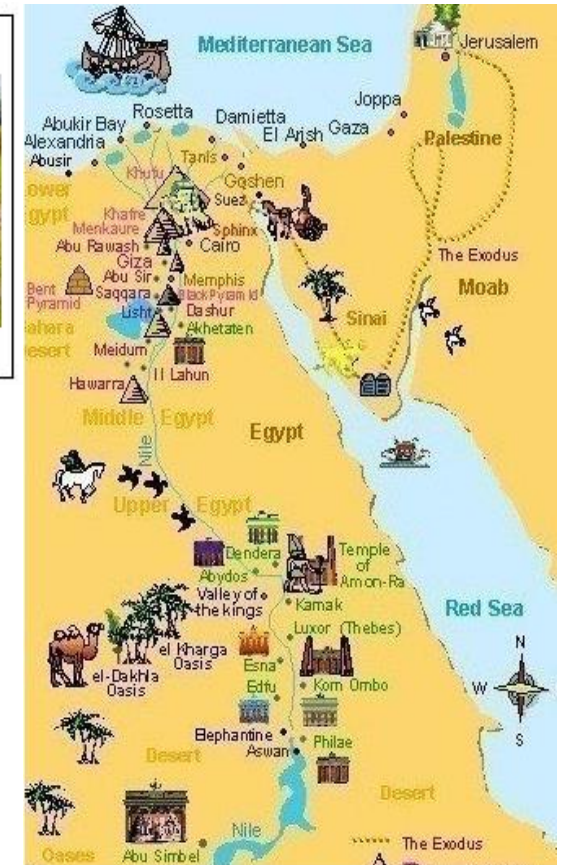 Mediterranean Sea
Jerusalem
Joppa
Rosetta
Damietta
Abukir Bay
El Arish
Gaza
Alexandria
Palestine
Abusir
Tanis
Khufu
Goshen
ower
Suez
gypt
Khafre
Menkaure
Sphinx
Abu Rawash
Cairo
The Exodus
Giza
Abu Sir
Memphis
Moab
Bent
Pyramid
Saqqara
Black Pyramid
Lisht
Dashur
Sinai
ahara
esert
Akhetaten
Meidum
Il Lahun
Hawarra
Middle Egypt
Egypt
Nile
Upper Egypt
Dendera
Temple
of
Amon-Ra
Abydos
Valley of
the kings
Karnak
Red Sea
Luxor (Thebes)
N
el Kharga
Oasis
Esna
el-Dakhla
Oasis
Edfu
Kom Ombo
W
S
Elephantine
Philae
Aswan
Desert
Desert
Nile
The Exodus
Oases
Abu Simbel